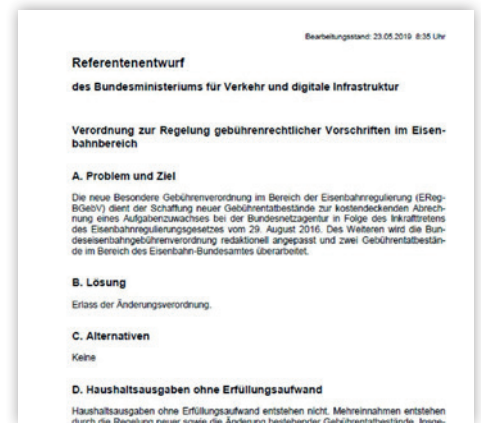 Bearbeitungsstand: 23.05.2019 8:35 Uhr
Referentenentwurf
des Bundesministeriums für Verkehr und digitale Infrastruktur
Verordnung zur Regelung gebührenrechtlicher Vorschriften im Eisen-
bahnbereich
A. Problem und Ziel
Die neue Besondere Gebührenverordnung im Bereich der Eisenbahnregulierung (EReg-
BGebV) dient der Schaffung neuer Gebührentatbestände zur kostendeckenden Abrech-
nung eines Aufgabenzuwachses bei der Bundesnetzagentur in Folge des Inkrafttretens
des Eisenbahnregulierungsgesetzes vom 29. August 2016. Des Weiteren wird die Bun-
deseisenbahngebührenverordnung redaktionell angepasst und zwei Gebührentatbestän-
de im Bereich des Eisenbahn-Bundesamtes überarbeitet.
B. Lösung
Erlass der Änderungsverordnung.
C. Alternativen
Keine
D. Haushaltsausgaben ohne Erfüllungsaufwand
Haushaltsausgaben ohne Erfüllungsaufwand entstehen nicht. Mehreinnahmen entstehen
durch die Regelung neuer sowie die Änderung bestehender Gebührentatbestände. Insge-